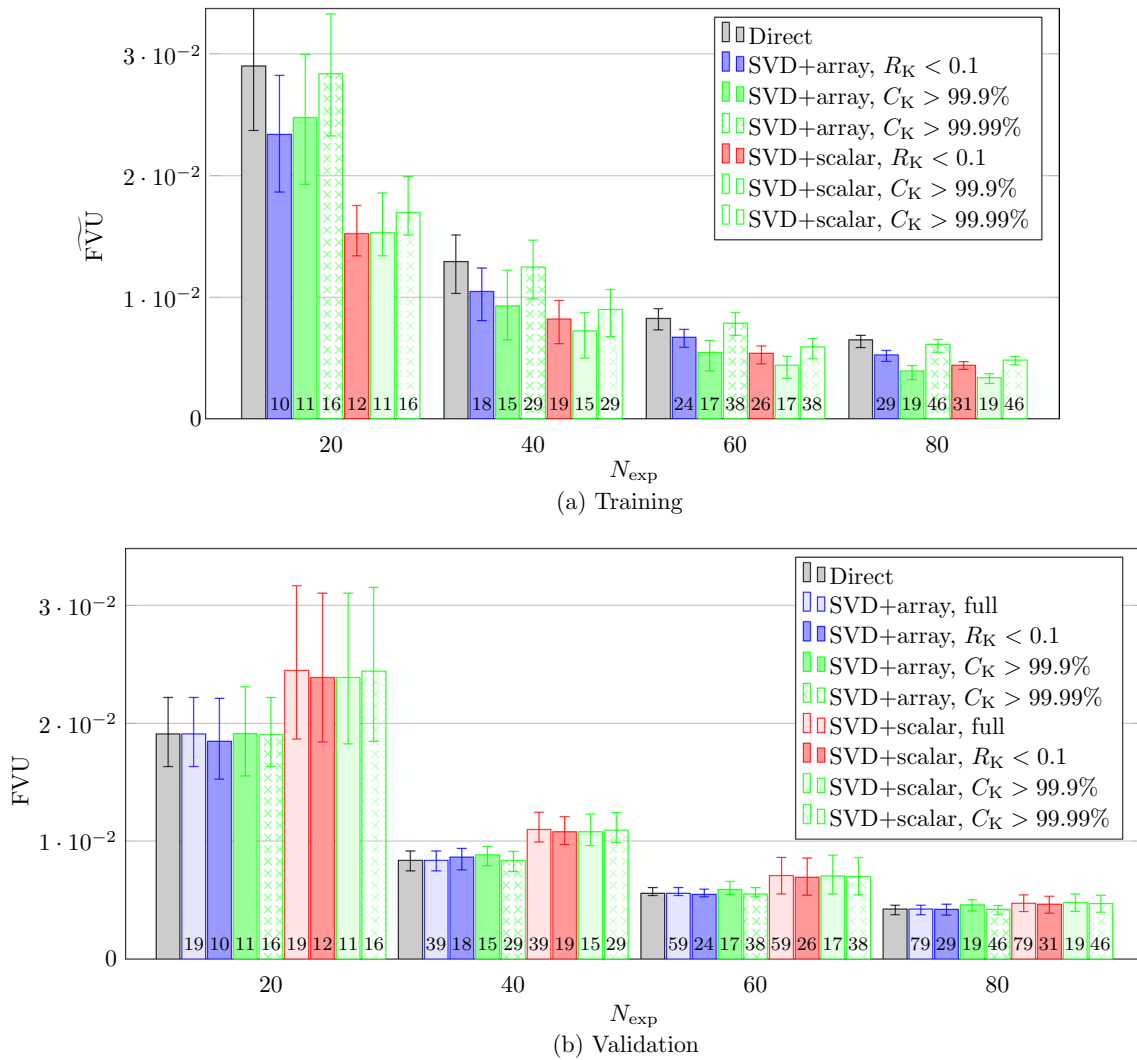 3 · 10⁻²
2 · 10⁻²
1 · 10⁻²
0
F͠VU
Direct
SVD+array, R_K < 0.1
SVD+array, C_K > 99.9%
SVD+array, C_K > 99.99%
SVD+scalar, R_K < 0.1
SVD+scalar, C_K > 99.9%
SVD+scalar, C_K > 99.99%
10 11 16 12 11 16 18 15 29 19 15 29 24 17 38 26 17 38 29 19 46 31 19 46
20 40 60 80
N_exp
(a) Training
3 · 10⁻²
2 · 10⁻²
1 · 10⁻²
0
FVU
Direct
SVD+array, full
SVD+array, R_K < 0.1
SVD+array, C_K > 99.9%
SVD+array, C_K > 99.99%
SVD+scalar, full
SVD+scalar, R_K < 0.1
SVD+scalar, C_K > 99.9%
SVD+scalar, C_K > 99.99%
19 10 11 16 19 12 11 16 39 18 15 29 39 19 15 29 59 24 17 38 59 26 17 38 79 29 19 46 79 31 19 46
20 40 60 80
N_exp
(b) Validation